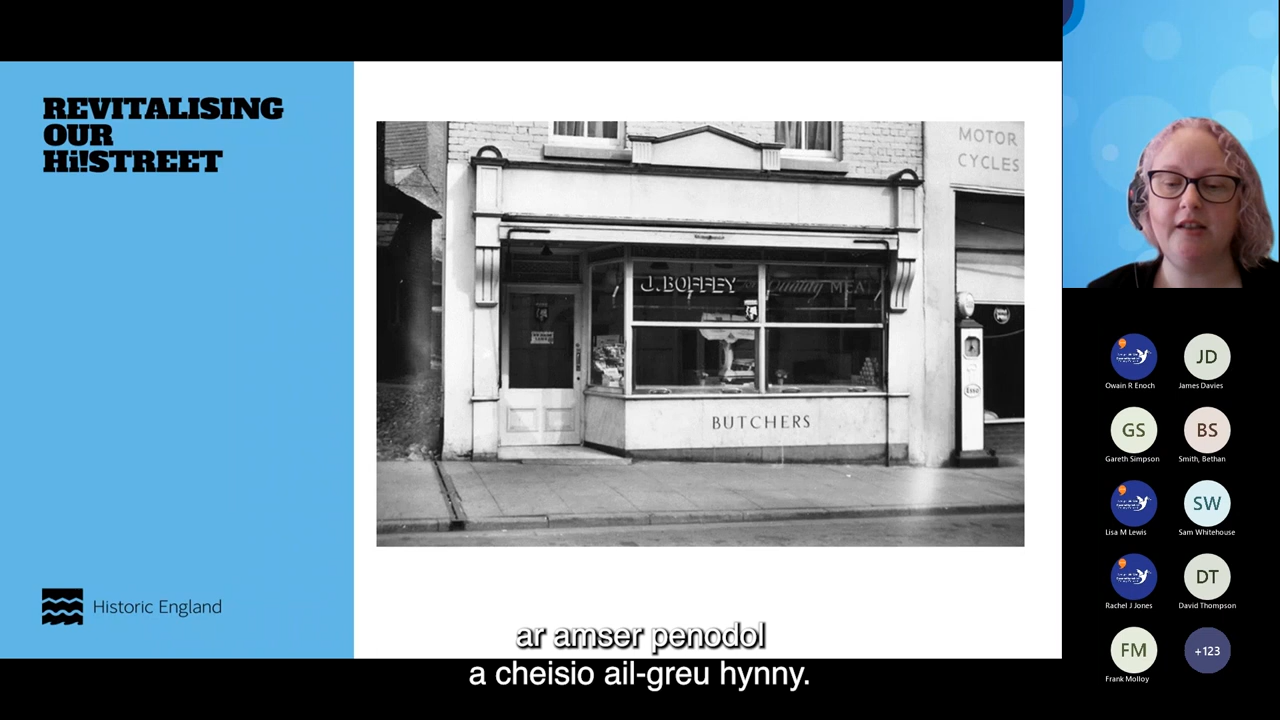 REVITALISING
OUR
Hi!STREET
MOTOR
CYCLES
J. BOFFEY
Quality MEAT
BUTCHERS
Esso
Historic England
ar amser penodol
a cheisio ail-greu hynny.
Owain R Enoch
JD
James Davies
GS
Gareth Simpson
BS
Smith, Bethan
Lisa M Lewis
SW
Sam Whitehouse
Rachel J Jones
DT
David Thompson
FM
Frank Molloy
+123